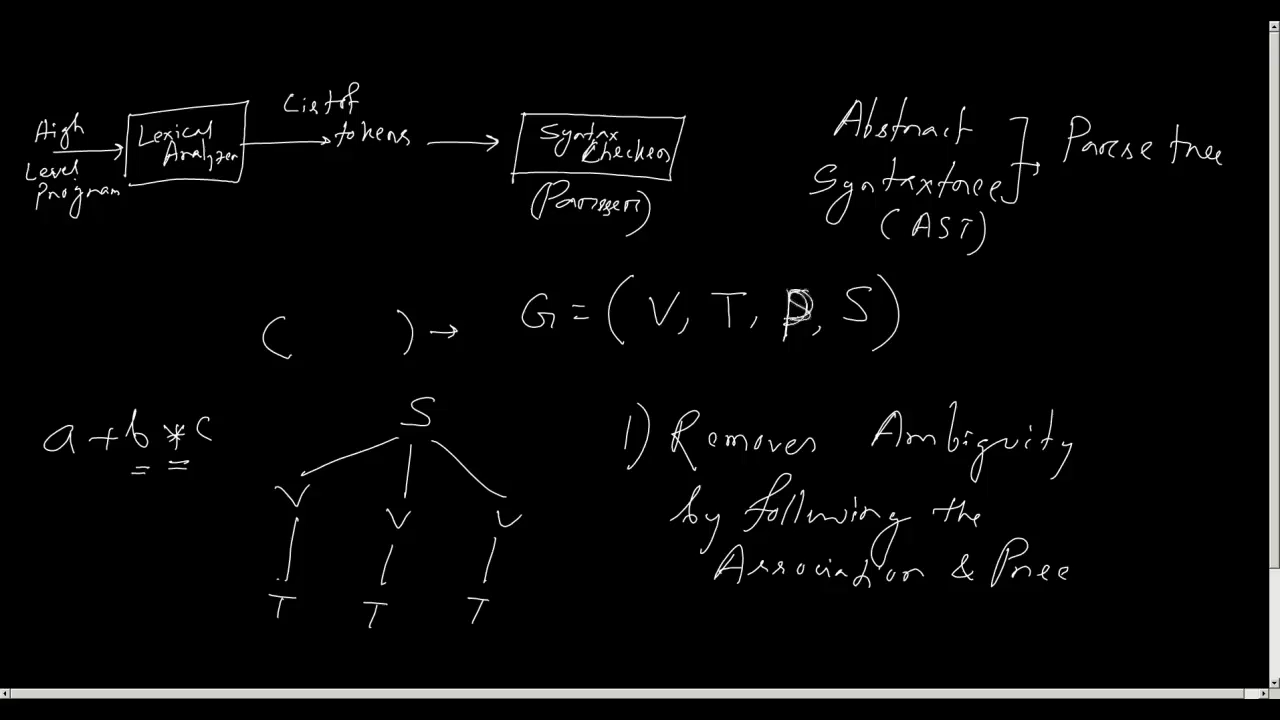 High
Level
Program
Lexical
Analyzer
List of
tokens
Syntax
Checker
(Parser)
Abstract
Syntax tree
(AST)
Parse tree
( ) →
G = (V, T, P, S)
a + b * c
S
V V V
T T T
1) Removes Ambiguity
by following the
Association & Prec